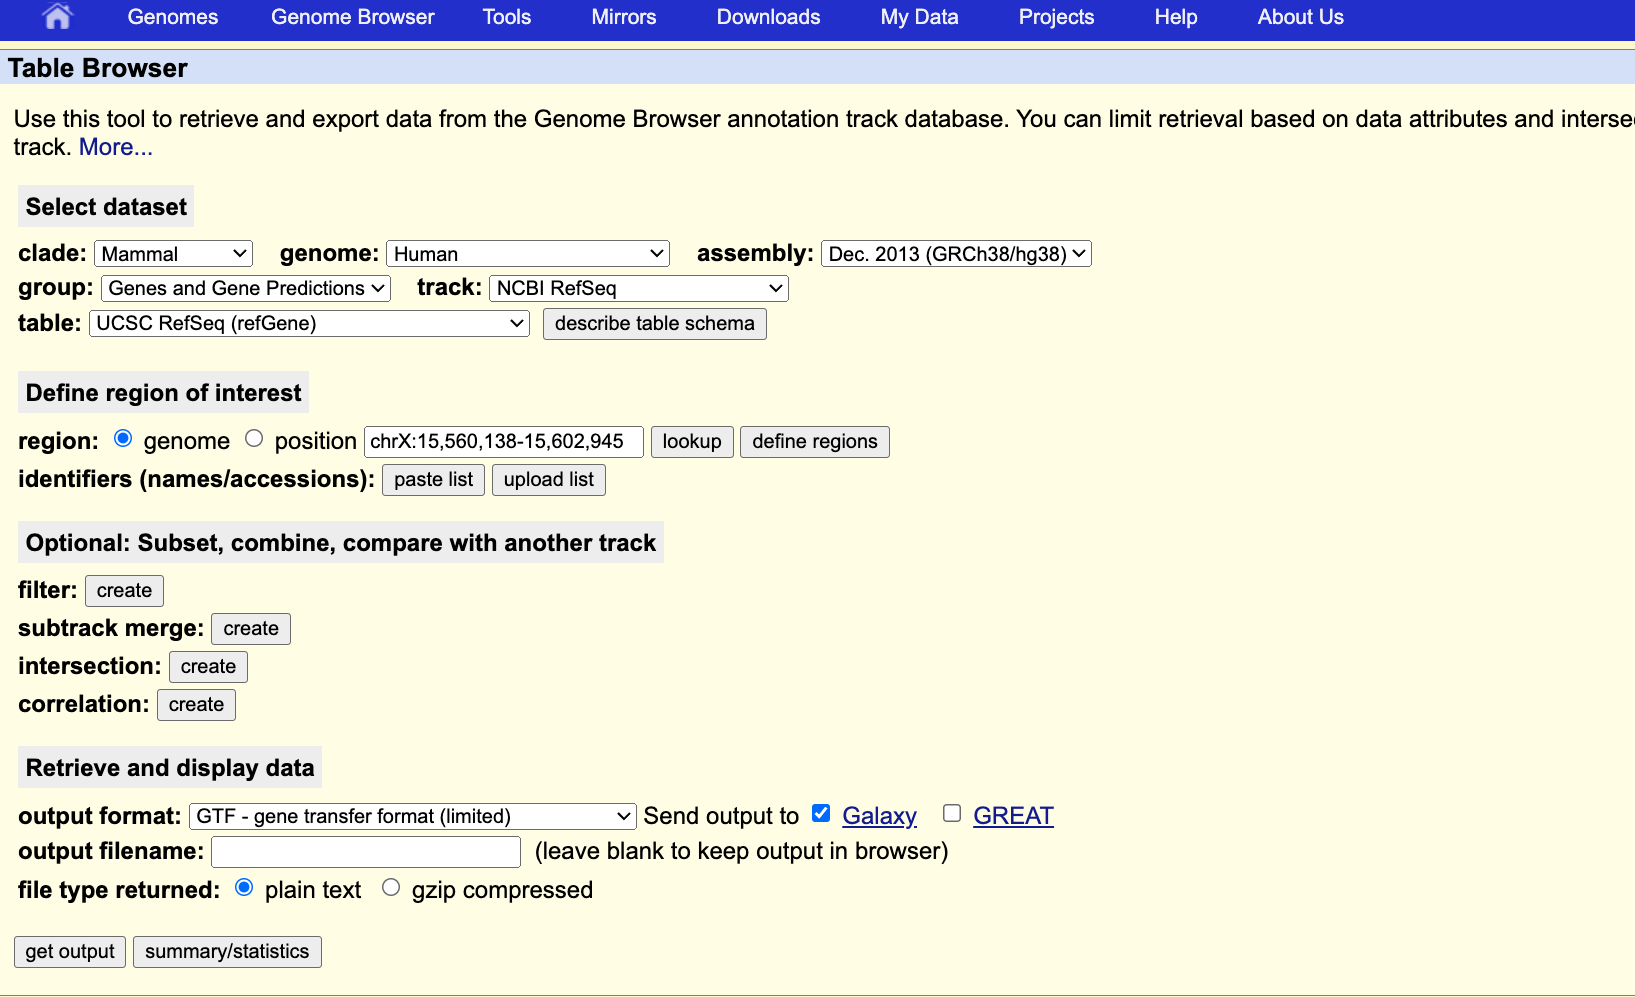 Genomes Genome Browser Tools Mirrors Downloads My Data Projects Help About Us
Table Browser
Use this tool to retrieve and export data from the Genome Browser annotation track database. You can limit retrieval based on data attributes and
track. More...
Select dataset
clade: Mammal genome: Human assembly: Dec. 2013 (GRCh38/hg38)
group: Genes and Gene Predictions track: NCBI RefSeq
table: UCSC RefSeq (refGene) describe table schema
Define region of interest
region: genome position chrX:15,560,138-15,602,945 lookup define regions
identifiers (names/accessions): paste list upload list
Optional: Subset, combine, compare with another track
filter: create
subtrack merge: create
intersection: create
correlation: create
Retrieve and display data
output format: GTF - gene transfer format (limited) Send output to Galaxy GREAT
output filename: (leave blank to keep output in browser)
file type returned: plain text gzip compressed
get output summary/statistics